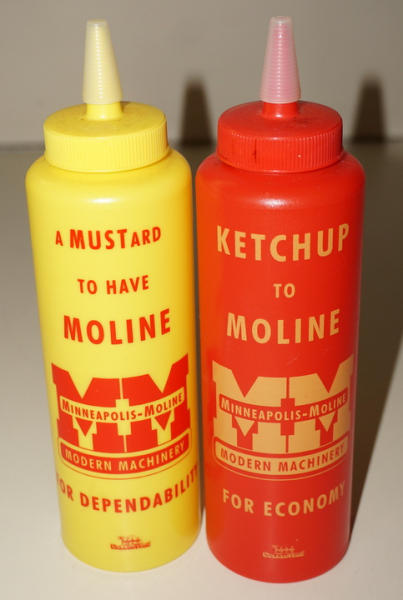 A MUSTARD
TO HAVE
MOLINE
MM
MINNEAPOLIS-MOLINE
MODERN MACHINERY
FOR DEPENDABILITY
KETCHUP
TO
MOLINE
MM
MINNEAPOLIS-MOLINE
MODERN MACHINERY
FOR ECONOMY